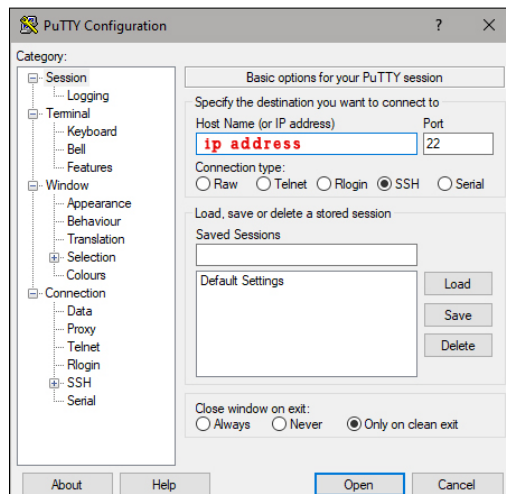 PuTTY Configuration ? ×
Category:
Session
Logging
Terminal
Keyboard
Bell
Features
Window
Appearance
Behaviour
Translation
Selection
Colours
Connection
Data
Proxy
Telnet
Rlogin
SSH
Serial
Basic options for your PuTTY session
Specify the destination you want to connect to
Host Name (or IP address) Port
ip address 22
Connection type:
Raw Telnet Rlogin SSH Serial
Load, save or delete a stored session
Saved Sessions
Default Settings
Load
Save
Delete
Close window on exit:
Always Never Only on clean exit
About Help Open Cancel